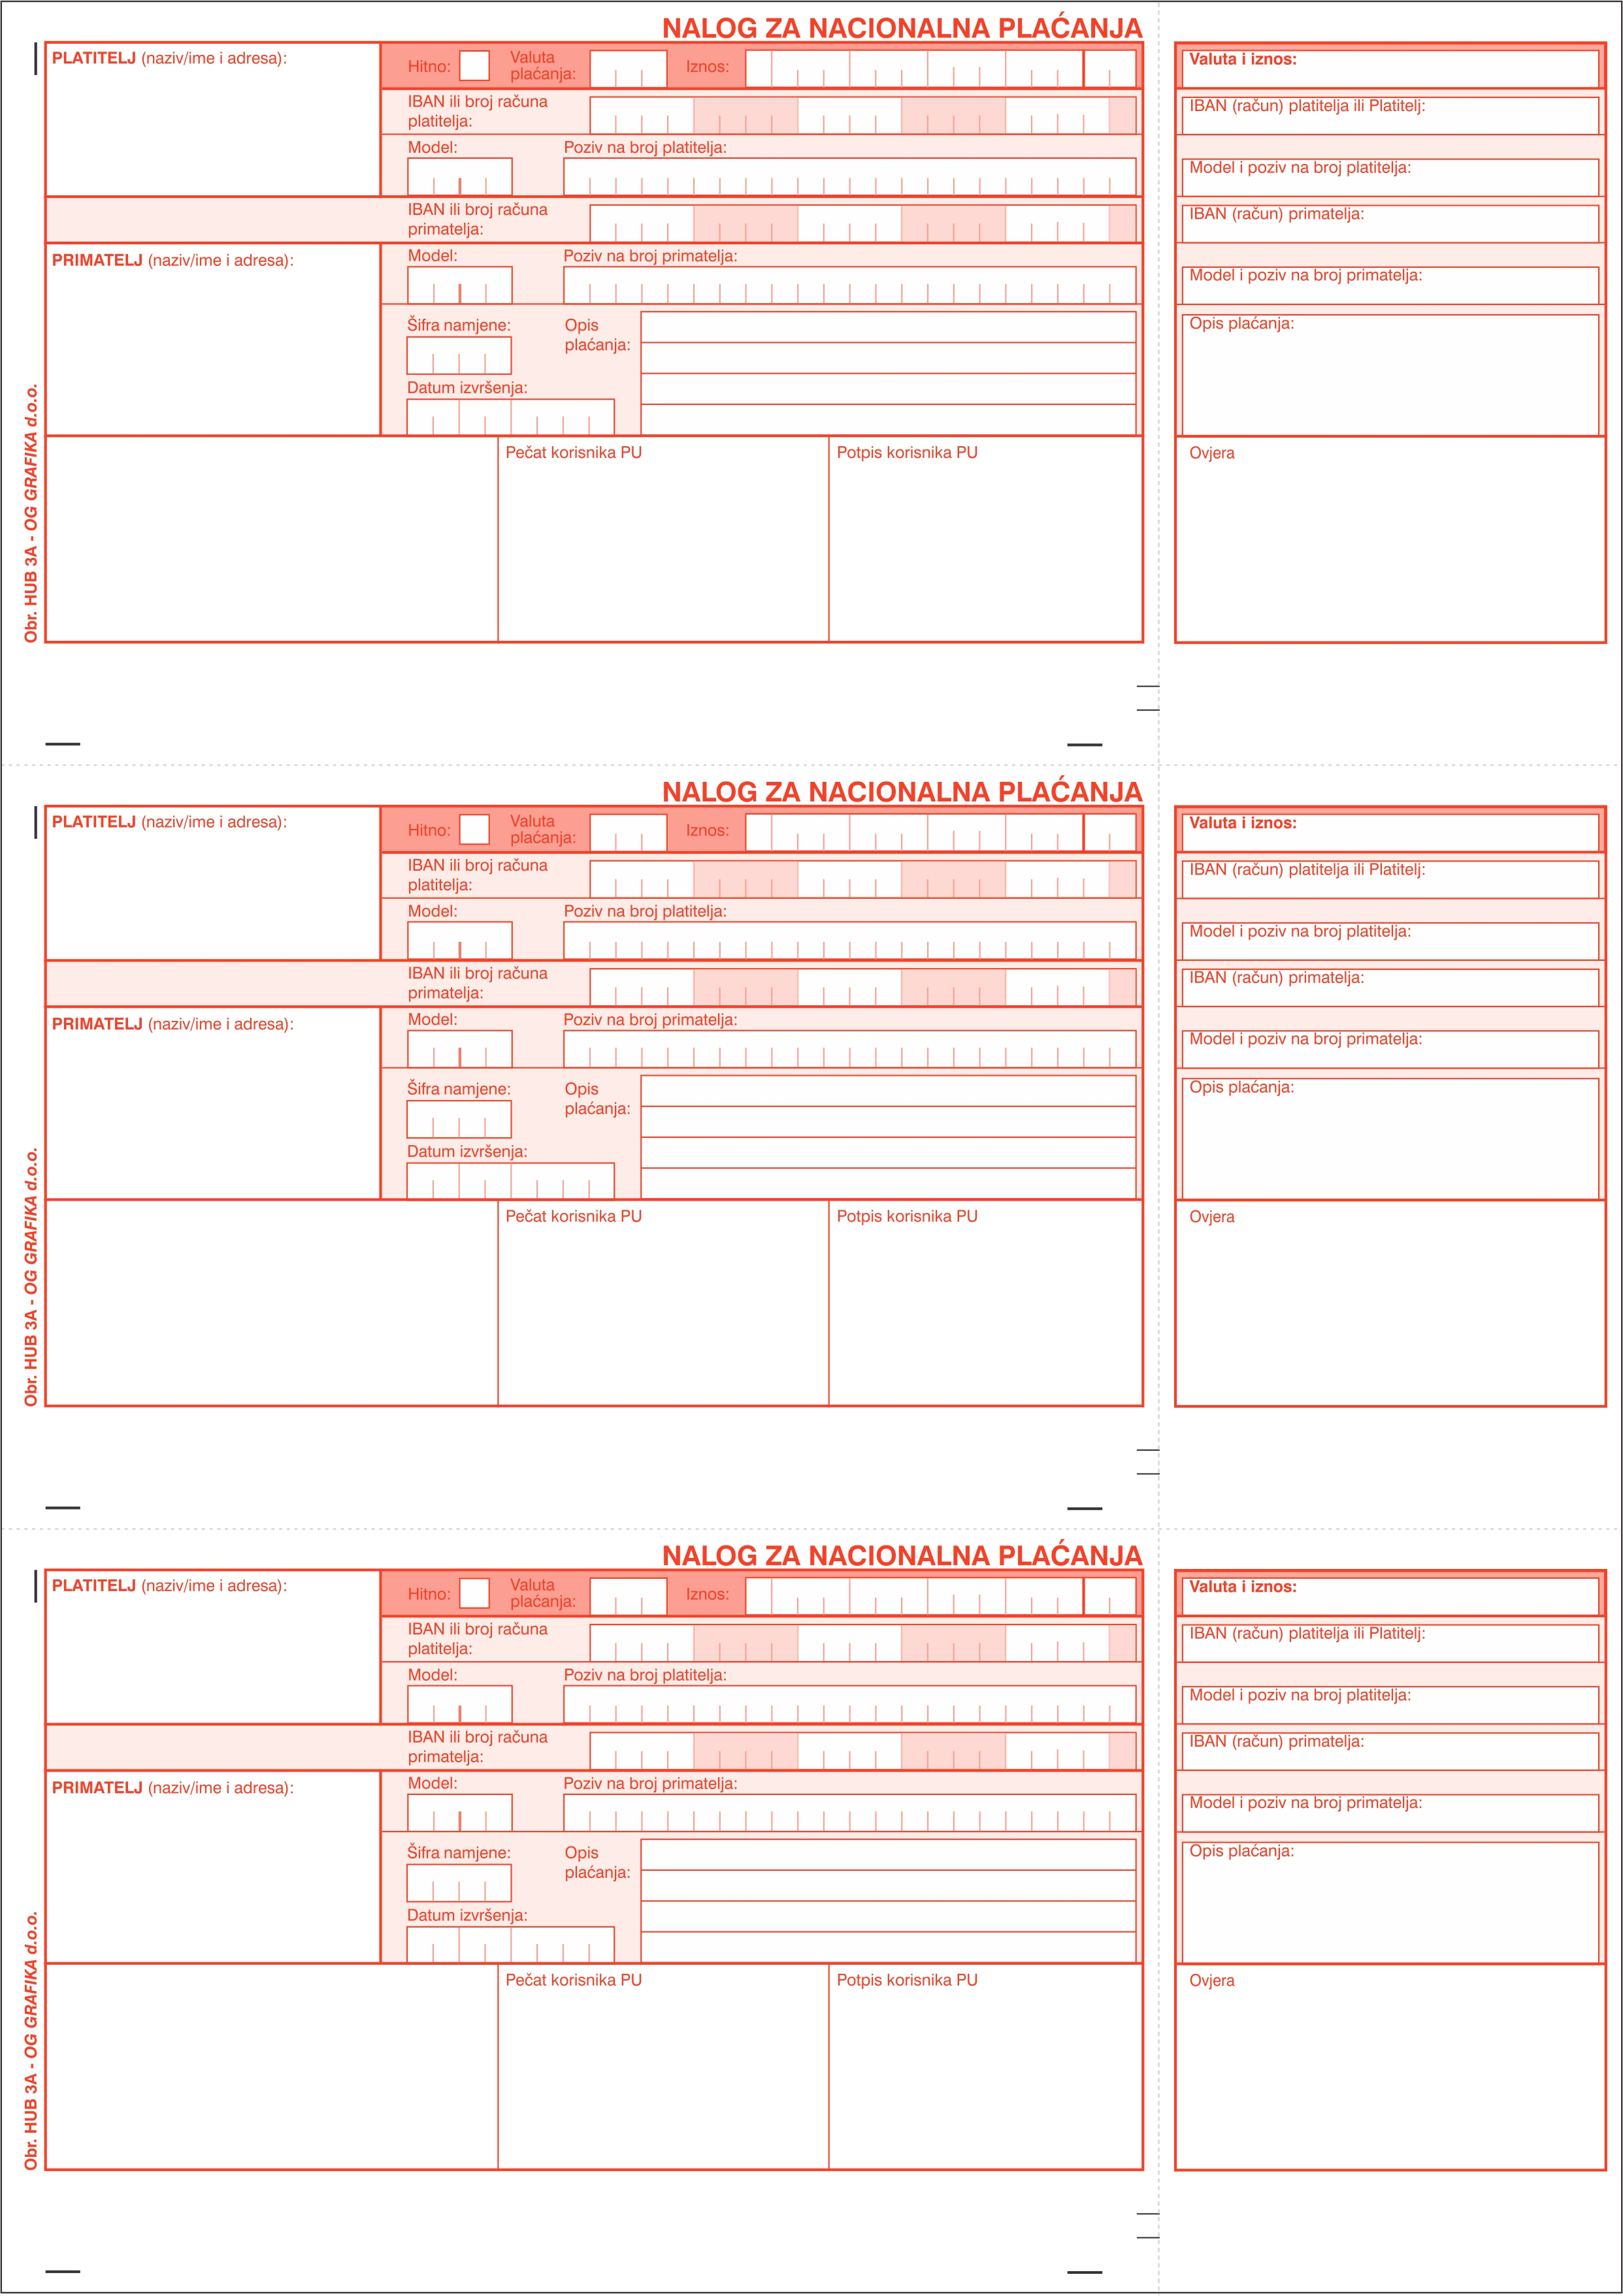 NALOG ZA NACIONALNA PLAĆANJA
PLATITELJ (naziv/ime i adresa):
Hitno:
Valuta
plaćanja:
Iznos:
IBAN ili broj računa
platitelja:
Model:
Poziv na broj platitelja:
IBAN ili broj računa
primatelja:
PRIMATELJ (naziv/ime i adresa):
Model:
Poziv na broj primatelja:
Šifra namjene:
Opis
plaćanja:
Datum izvršenja:
Pečat korisnika PU
Potpis korisnika PU
Obr. HUB 3A - OG GRAFIKA d.o.o.
Valuta i iznos:
IBAN (račun) platitelja ili Platitelj:
Model i poziv na broj platitelja:
IBAN (račun) primatelja:
Model i poziv na broj primatelja:
Opis plaćanja:
Ovjera
NALOG ZA NACIONALNA PLAĆANJA
PLATITELJ (naziv/ime i adresa):
Hitno:
Valuta
plaćanja:
Iznos:
IBAN ili broj računa
platitelja:
Model:
Poziv na broj platitelja:
IBAN ili broj računa
primatelja:
PRIMATELJ (naziv/ime i adresa):
Model:
Poziv na broj primatelja:
Šifra namjene:
Opis
plaćanja:
Datum izvršenja:
Pečat korisnika PU
Potpis korisnika PU
Obr. HUB 3A - OG GRAFIKA d.o.o.
Valuta i iznos:
IBAN (račun) platitelja ili Platitelj:
Model i poziv na broj platitelja:
IBAN (račun) primatelja:
Model i poziv na broj primatelja:
Opis plaćanja:
Ovjera
NALOG ZA NACIONALNA PLAĆANJA
PLATITELJ (naziv/ime i adresa):
Hitno:
Valuta
plaćanja:
Iznos:
IBAN ili broj računa
platitelja:
Model:
Poziv na broj platitelja:
IBAN ili broj računa
primatelja:
PRIMATELJ (naziv/ime i adresa):
Model:
Poziv na broj primatelja:
Šifra namjene:
Opis
plaćanja:
Datum izvršenja:
Pečat korisnika PU
Potpis korisnika PU
Obr. HUB 3A - OG GRAFIKA d.o.o.
Valuta i iznos:
IBAN (račun) platitelja ili Platitelj:
Model i poziv na broj platitelja:
IBAN (račun) primatelja:
Model i poziv na broj primatelja:
Opis plaćanja:
Ovjera